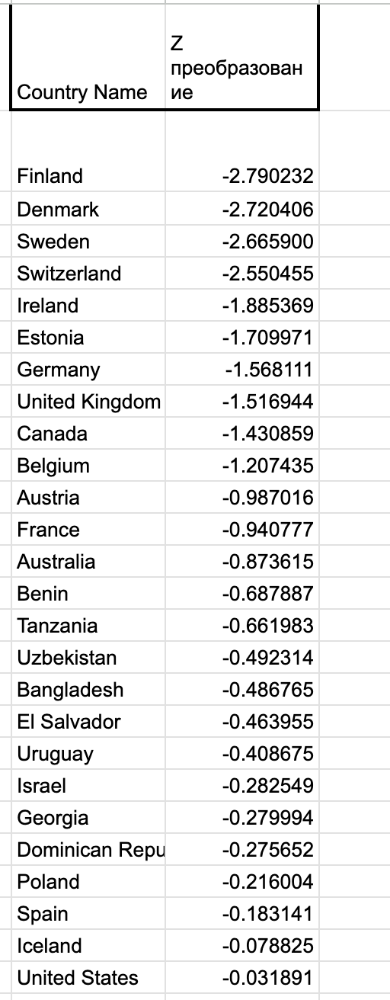 Country Name Z преобразован
ие
Finland -2.790232
Denmark -2.720406
Sweden -2.665900
Switzerland -2.550455
Ireland -1.885369
Estonia -1.709971
Germany -1.568111
United Kingdom -1.516944
Canada -1.430859
Belgium -1.207435
Austria -0.987016
France -0.940777
Australia -0.873615
Benin -0.687887
Tanzania -0.661983
Uzbekistan -0.492314
Bangladesh -0.486765
El Salvador -0.463955
Uruguay -0.408675
Israel -0.282549
Georgia -0.279994
Dominican Repu -0.275652
Poland -0.216004
Spain -0.183141
Iceland -0.078825
United States -0.031891